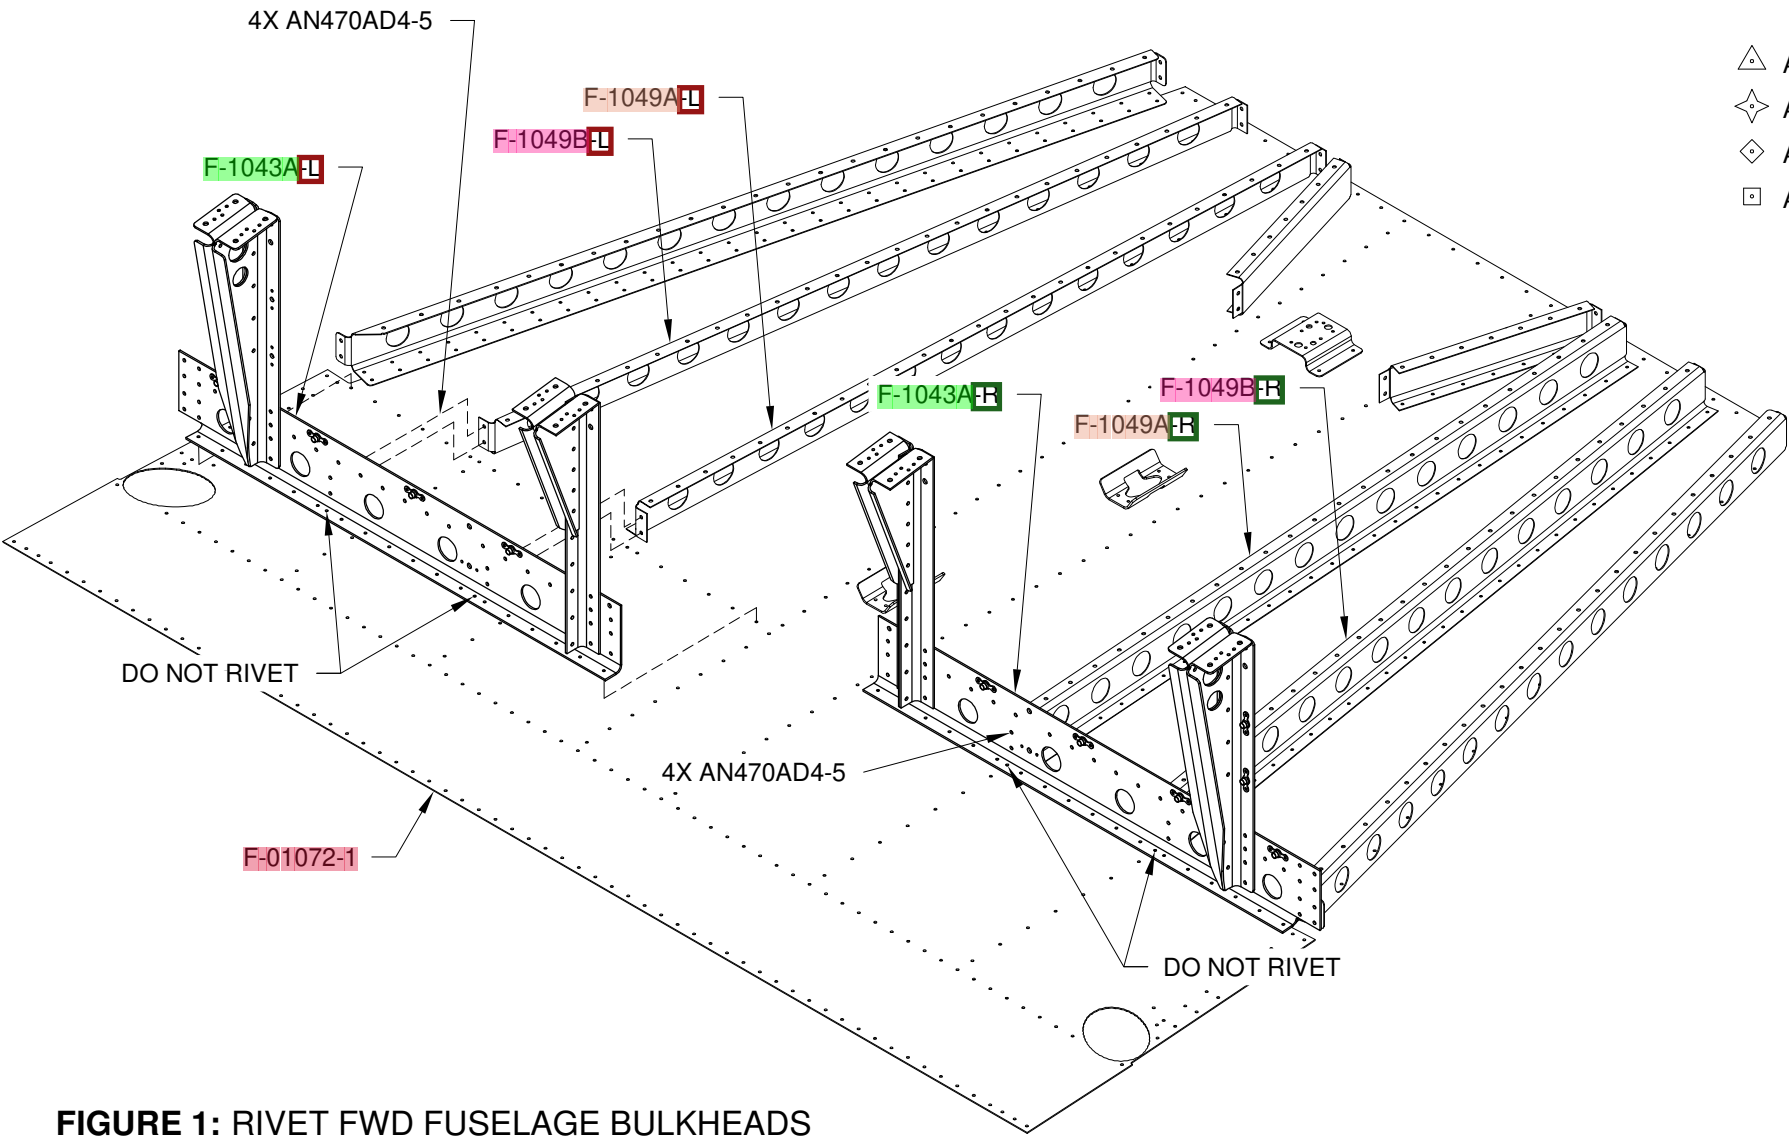 4X AN470AD4-5
F-1049A-L
F-1049B-L
F-1043A-L
A
A
A
A
F-1043A-R
F-1049B-R
F-1049A-R
DO NOT RIVET
4X AN470AD4-5
F-01072-1
DO NOT RIVET
FIGURE 1: RIVET FWD FUSELAGE BULKHEADS